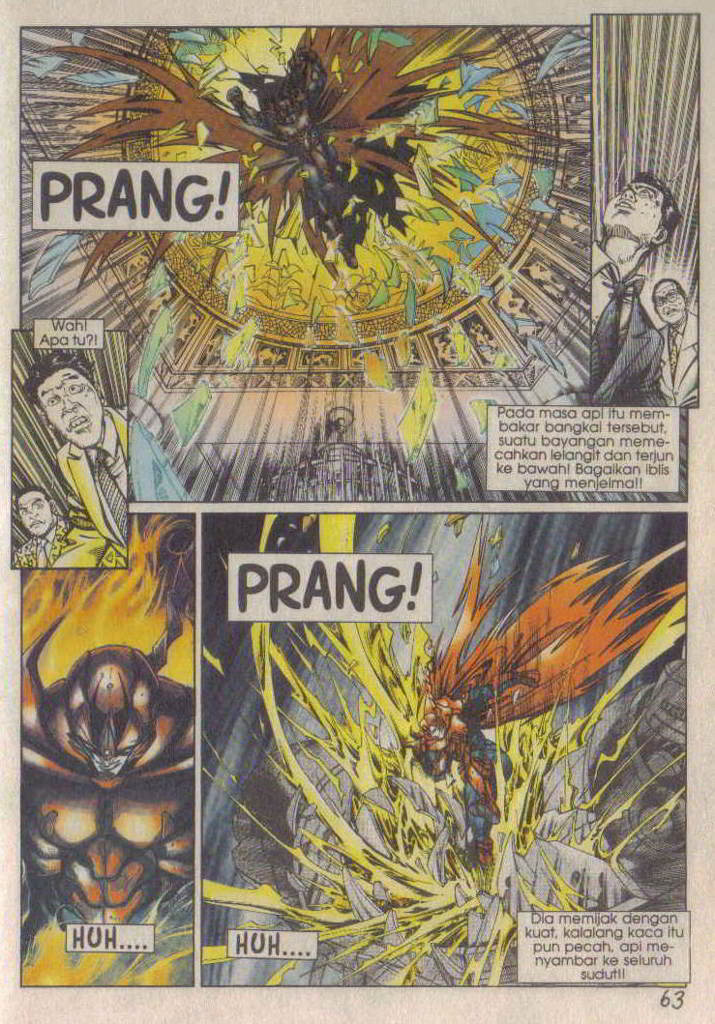 PRANG!
Wah!
Apa tu?!
Pada masa api itu mem-
bakar bangkai tersebut,
suatu bayangan meme-
cahkan lelangit dan terjun
ke bawah! Bagaikan iblis
yang menjelma!!
PRANG!
HUH....
HUH....
Dia memijak dengan
kuat, kalalang kaca itu
pun pecah, api me-
nyambar ke seluruh
sudut!!
63